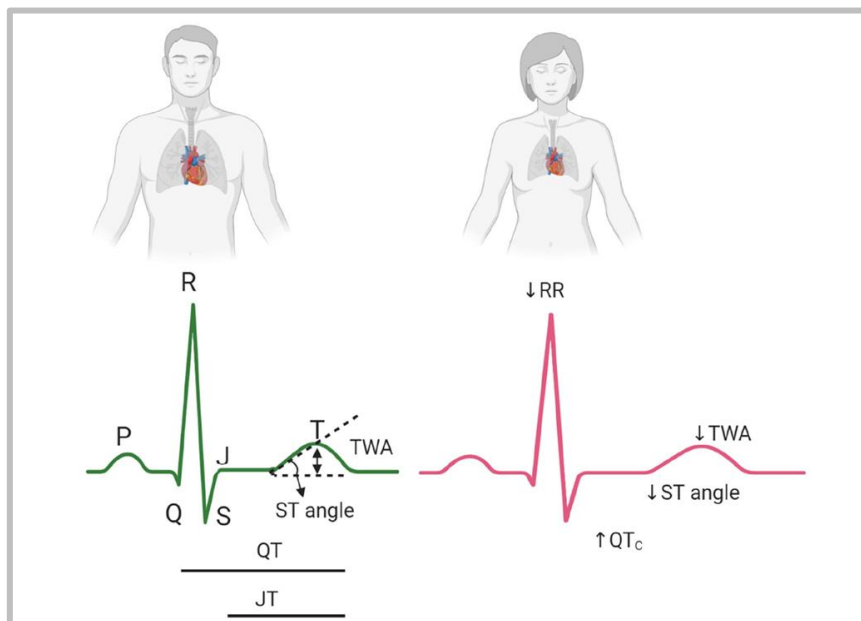 R
P
J
T
TWA
Q
S
ST angle
QT
JT
↓RR
↓TWA
↓ST angle
↑QTc